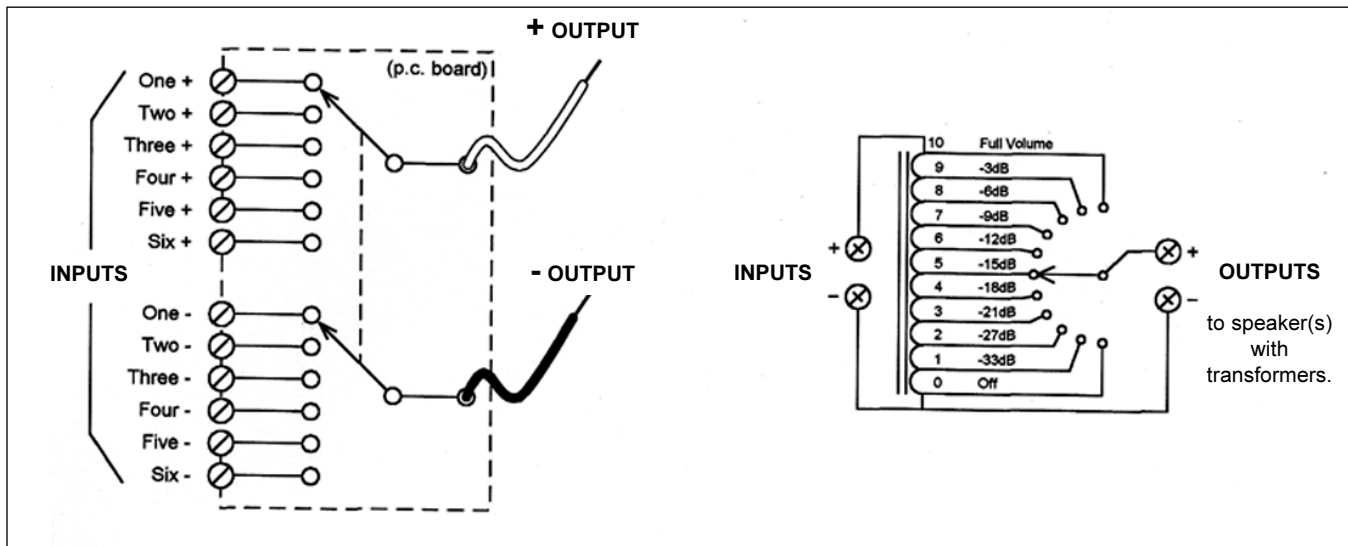 + OUTPUT
(p.c. board)
One +
Two +
Three +
Four +
Five +
Six +
INPUTS
- OUTPUT
One -
Two -
Three -
Four -
Five -
Six -
10 Full Volume
9 -3dB
8 -6dB
7 -9dB
6 -12dB
5 -15dB
4 -18dB
3 -21dB
2 -27dB
1 -33dB
0 Off
+
-
INPUTS
+
-
OUTPUTS
to speaker(s)
with
transformers.